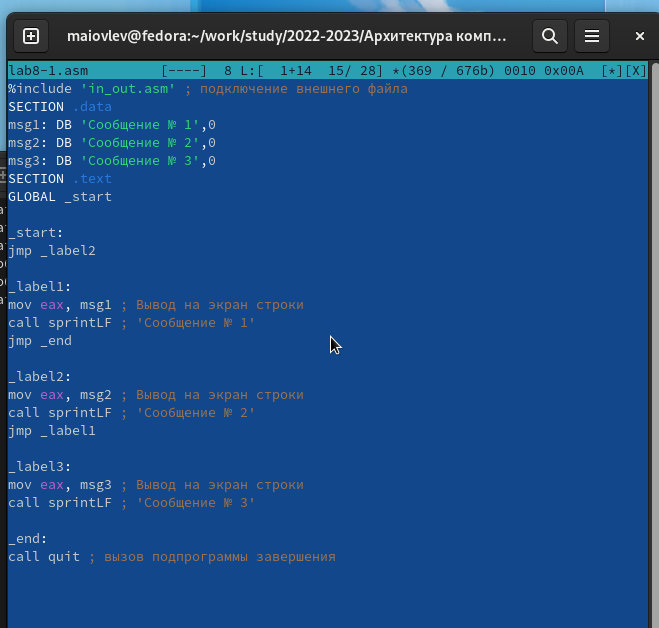 maiovlev@fedora:~/work/study/2022-2023/Архитектура комп…
lab8-1.asm [----] 8 L:[ 1+14 15/ 28] *(369 / 676b) 0010 0x00A [*][X]
%include 'in_out.asm' ; подключение внешнего файла
SECTION .data
msg1: DB 'Сообщение № 1',0
msg2: DB 'Сообщение № 2',0
msg3: DB 'Сообщение № 3',0
SECTION .text
GLOBAL _start
_start:
jmp _label2
_label1:
mov eax, msg1 ; Вывод на экран строки
call sprintLF ; 'Сообщение № 1'
jmp _end
_label2:
mov eax, msg2 ; Вывод на экран строки
call sprintLF ; 'Сообщение № 2'
jmp _label1
_label3:
mov eax, msg3 ; Вывод на экран строки
call sprintLF ; 'Сообщение № 3'
_end:
call quit ; вызов подпрограммы завершения